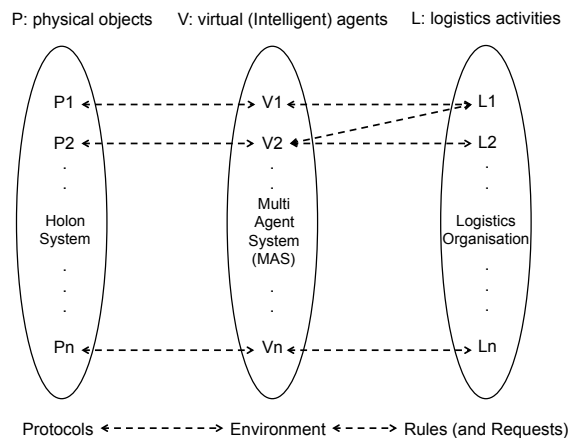 P: physical objects V: virtual (Intelligent) agents L: logistics activities
P1 V1 L1
P2 V2 L2
. . .
. . .
Holon
System
Multi
Agent
System
(MAS)
Logistics
Organisation
. . .
. . .
. . .
Pn Vn Ln
Protocols Environment Rules (and Requests)